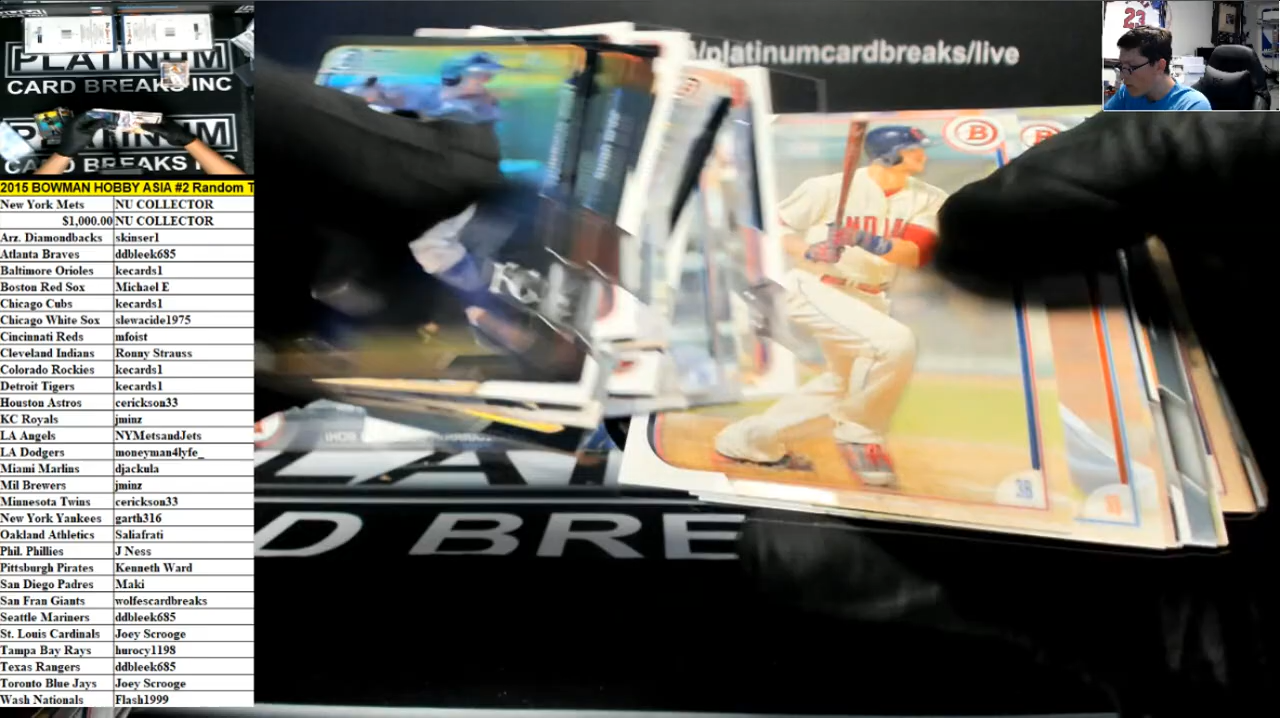 PLATINUM
CARD BREAKS INC
PLATINUM
CARD BREAKS INC
/platinumcardbreaks/live
23
2015 BOWMAN HOBBY ASIA #2 Random T
New York Mets NU COLLECTOR
$1,000.00 NU COLLECTOR
Arz. Diamondbacks skinser1
Atlanta Braves ddbleek685
Baltimore Orioles kecards1
Boston Red Sox Michael E
Chicago Cubs kecards1
Chicago White Sox slewacide1975
Cincinnati Reds mfoist
Cleveland Indians Ronny Strauss
Colorado Rockies kecards1
Detroit Tigers kecards1
Houston Astros cerickson33
KC Royals jminz
LA Angels NYMetsandJets
LA Dodgers moneyman4lyfe_
Miami Marlins djackula
Mil Brewers jminz
Minnesota Twins cerickson33
New York Yankees garth316
Oakland Athletics Saliafrati
Phil. Phillies J Ness
Pittsburgh Pirates Kenneth Ward
San Diego Padres Maki
San Fran Giants wolfescardbreaks
Seattle Mariners ddbleek685
St. Louis Cardinals Joey Scrooge
Tampa Bay Rays hurocy1198
Texas Rangers ddbleek685
Toronto Blue Jays Joey Scrooge
Wash Nationals Flash1999
B
INDI
KC
3B
D BRE